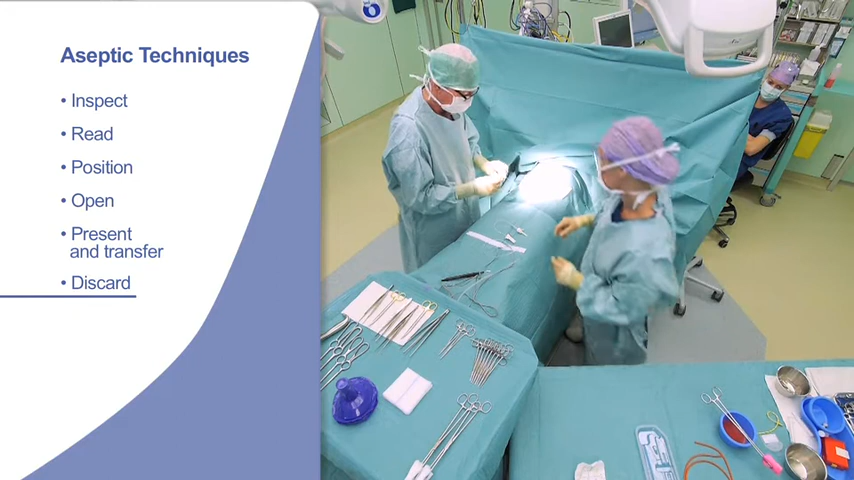 Aseptic Techniques
• Inspect
• Read
• Position
• Open
• Present
and transfer
• Discard